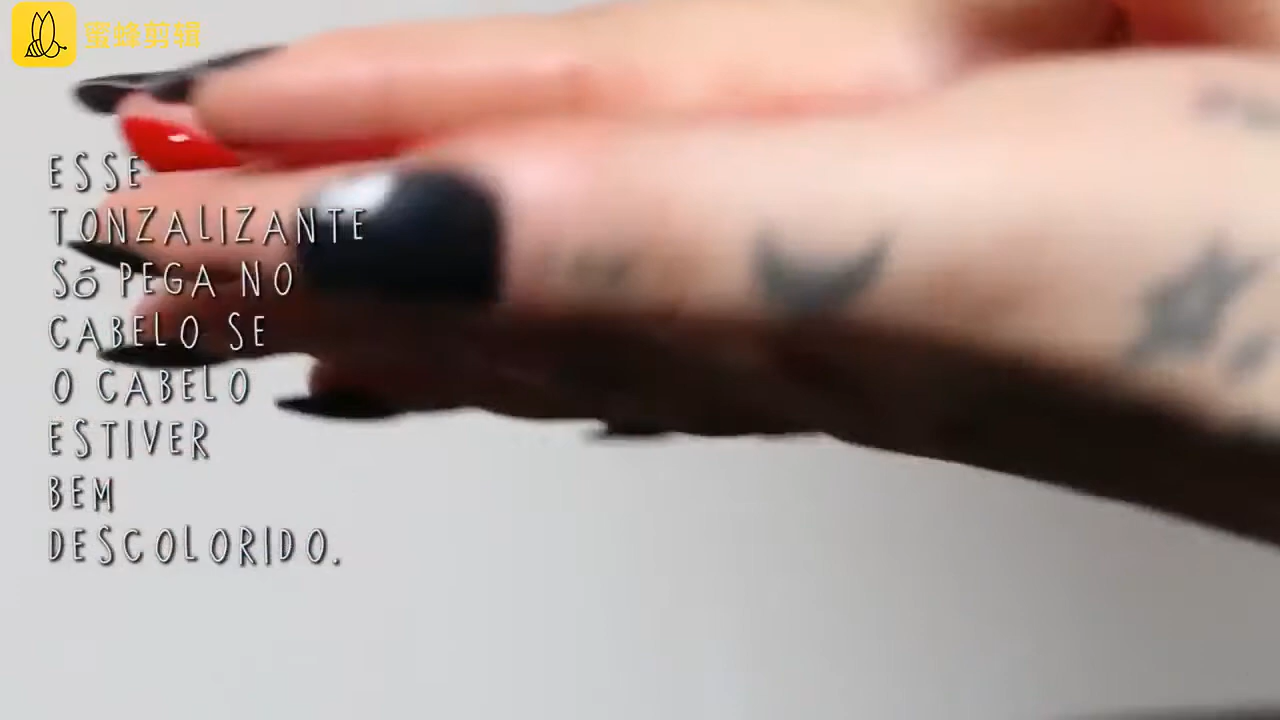 蜜蜂剪辑
ESSE
TONZALIZANTE
Só PEGA NO
CABELO SE
O CABELO
ESTIVER
BEM
DESCOLORIDO.